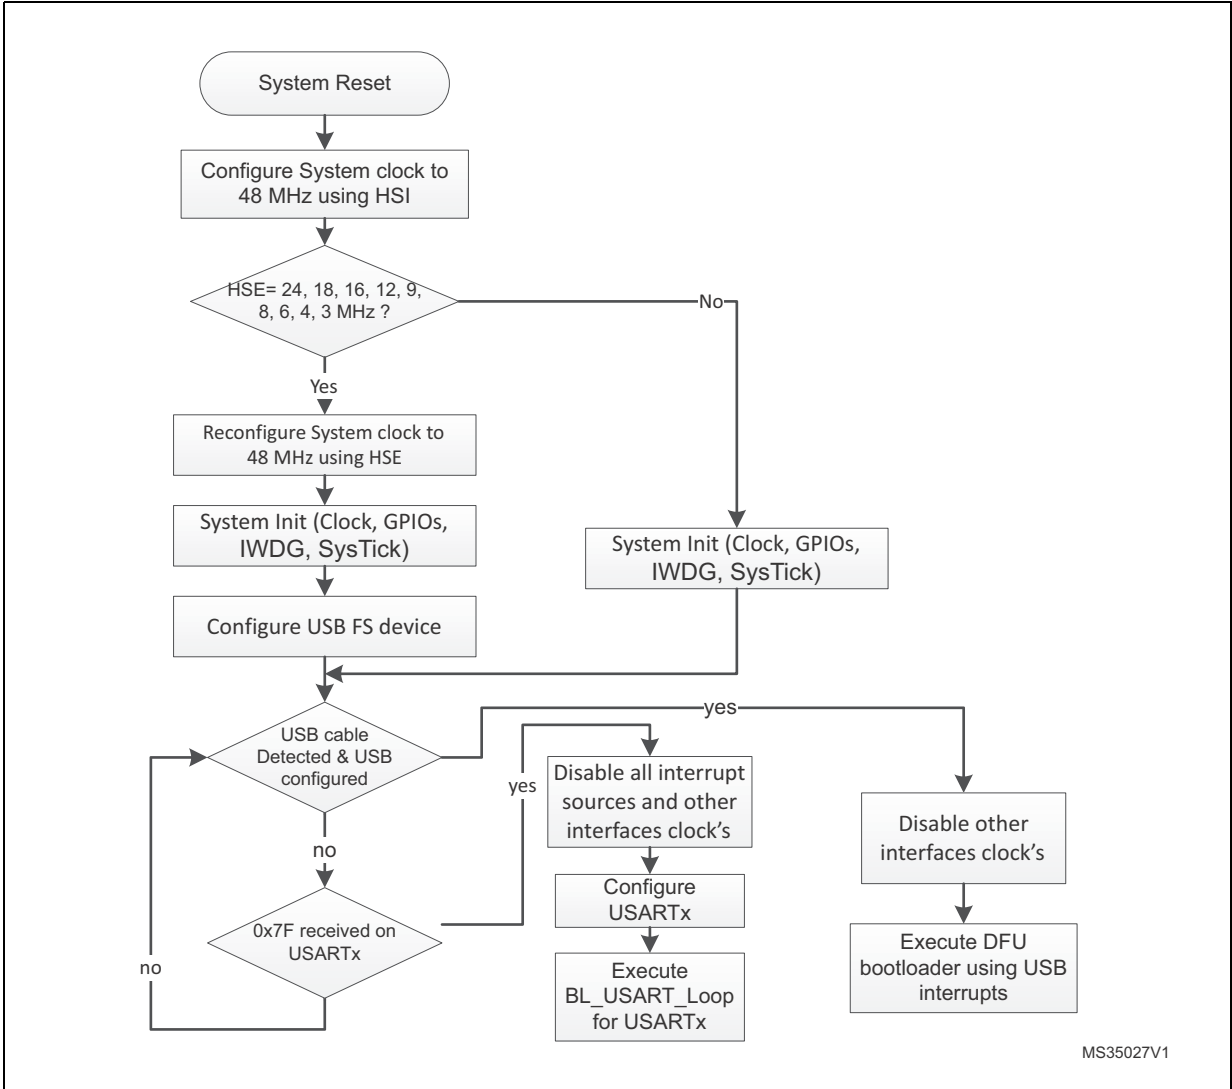 System Reset
Configure System clock to
48 MHz using HSI
HSE= 24, 18, 16, 12, 9,
8, 6, 4, 3 MHz ?
No
Yes
Reconfigure System clock to
48 MHz using HSE
System Init (Clock, GPIOs,
IWDG, SysTick)
System Init (Clock, GPIOs,
IWDG, SysTick)
Configure USB FS device
USB cable
Detected & USB
configured
yes
yes
no
Disable all interrupt
sources and other
interfaces clock’s
Disable other
interfaces clock’s
Configure
USARTx
0x7F received on
USARTx
no
Execute
BL_USART_Loop
for USARTx
Execute DFU
bootloader using USB
interrupts
MS35027V1